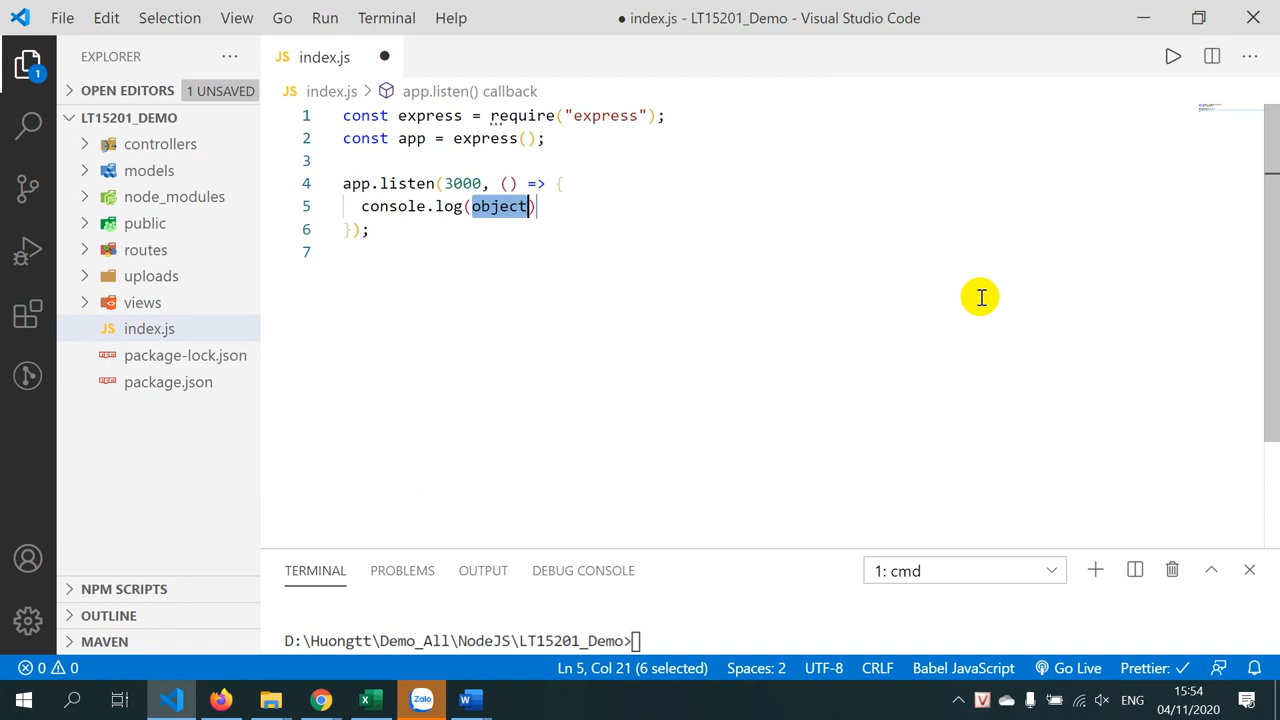 File Edit Selection View Go Run Terminal Help
● index.js - LT15201_Demo - Visual Studio Code
EXPLORER
JS index.js
OPEN EDITORS 1 UNSAVED
JS index.js > app.listen() callback
LT15201_DEMO
controllers
models
node_modules
public
routes
uploads
views
JS index.js
package-lock.json
package.json
NPM SCRIPTS
OUTLINE
MAVEN
1
1 const express = require("express");
2 const app = express();
3
4 app.listen(3000, () => {
5 console.log(object)
6 });
7
TERMINAL PROBLEMS OUTPUT DEBUG CONSOLE
1: cmd
D:\Huongtt\Demo_All\NodeJS\LT15201_Demo>
0 0
Ln 5, Col 21 (6 selected) Spaces: 2 UTF-8 CRLF Babel JavaScript Go Live Prettier: ✓
Zalo
V
ENG
15:54
04/11/2020